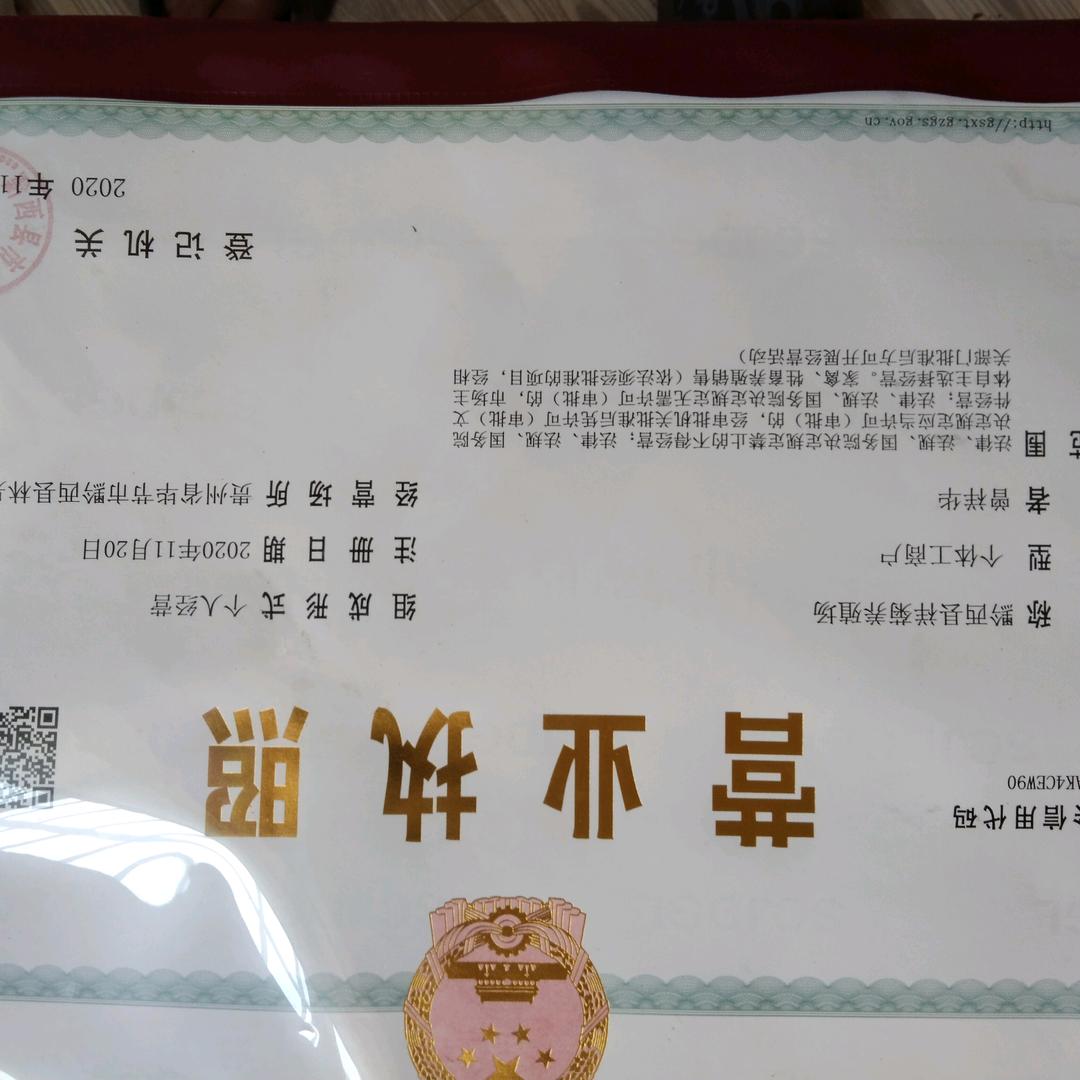 信用代码
AK4CEW90
营业执照
称 黔西县祥菊养殖场
组成形式 个人经营
型 个体工商户
注册日期 2020年11月20日
者 曾祥华
经营场所 贵州省毕节市黔西县林
范围 法律、法规、国务院决定规定禁止的不得经营；法律、法规、国务院
决定规定应当许可（审批）的，经审批机关批准后凭许可（审批）文
件经营；法律、法规、国务院决定规定无需许可（审批）的，市场主
体自主选择经营。家禽、牲畜养殖销售（依法须经批准的项目，经相
关部门批准后方可开展经营活动）
登记机关
西县市
2020 年11
http://gsxt.gzgs.gov.cn